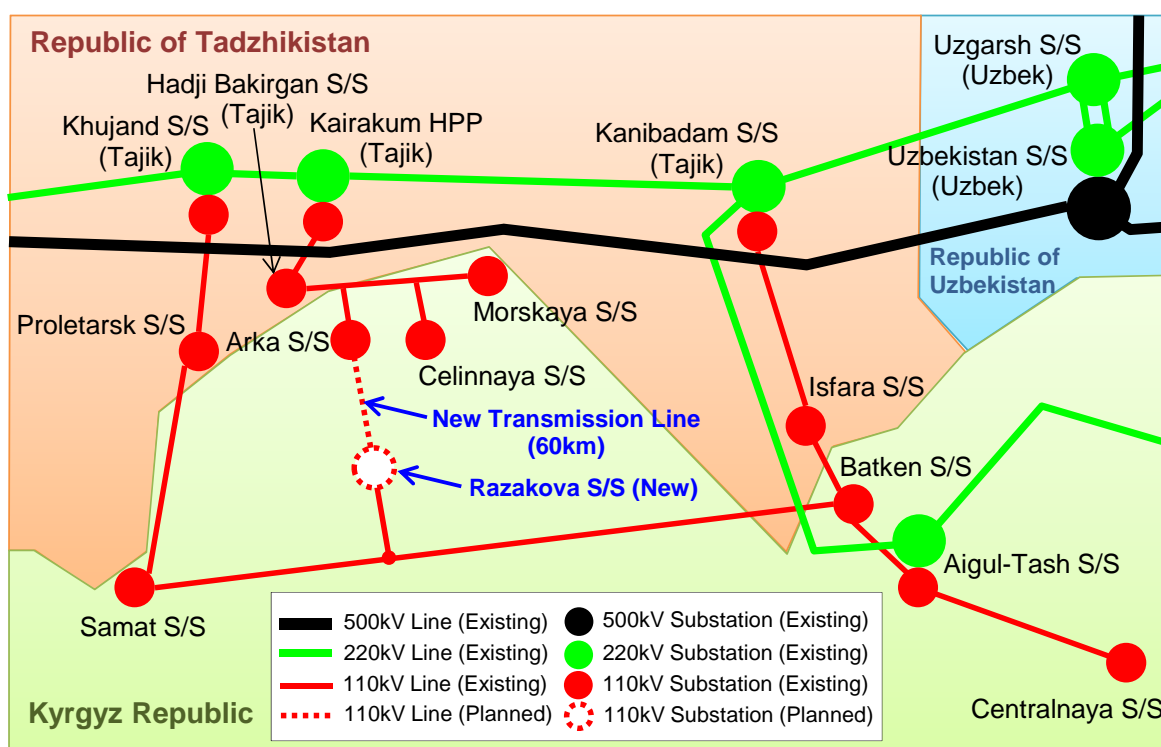 Republic of Tadzhikistan
Uzgarsh S/S
(Uzbek)
Hadji Bakirgan S/S
(Tajik)
Khujand S/S
(Tajik)
Kairakum HPP
(Tajik)
Kanibadam S/S
(Tajik)
Uzbekistan S/S
(Uzbek)
Republic of
Uzbekistan
Proletarsk S/S
Arka S/S
Morskaya S/S
Celinnaya S/S
Isfara S/S
New Transmission Line
(60km)
Batken S/S
Razakova S/S (New)
Aigul-Tash S/S
Samat S/S
500kV Line (Existing)
500kV Substation (Existing)
220kV Line (Existing)
220kV Substation (Existing)
110kV Line (Existing)
110kV Substation (Existing)
110kV Line (Planned)
110kV Substation (Planned)
Kyrgyz Republic
Centralnaya S/S